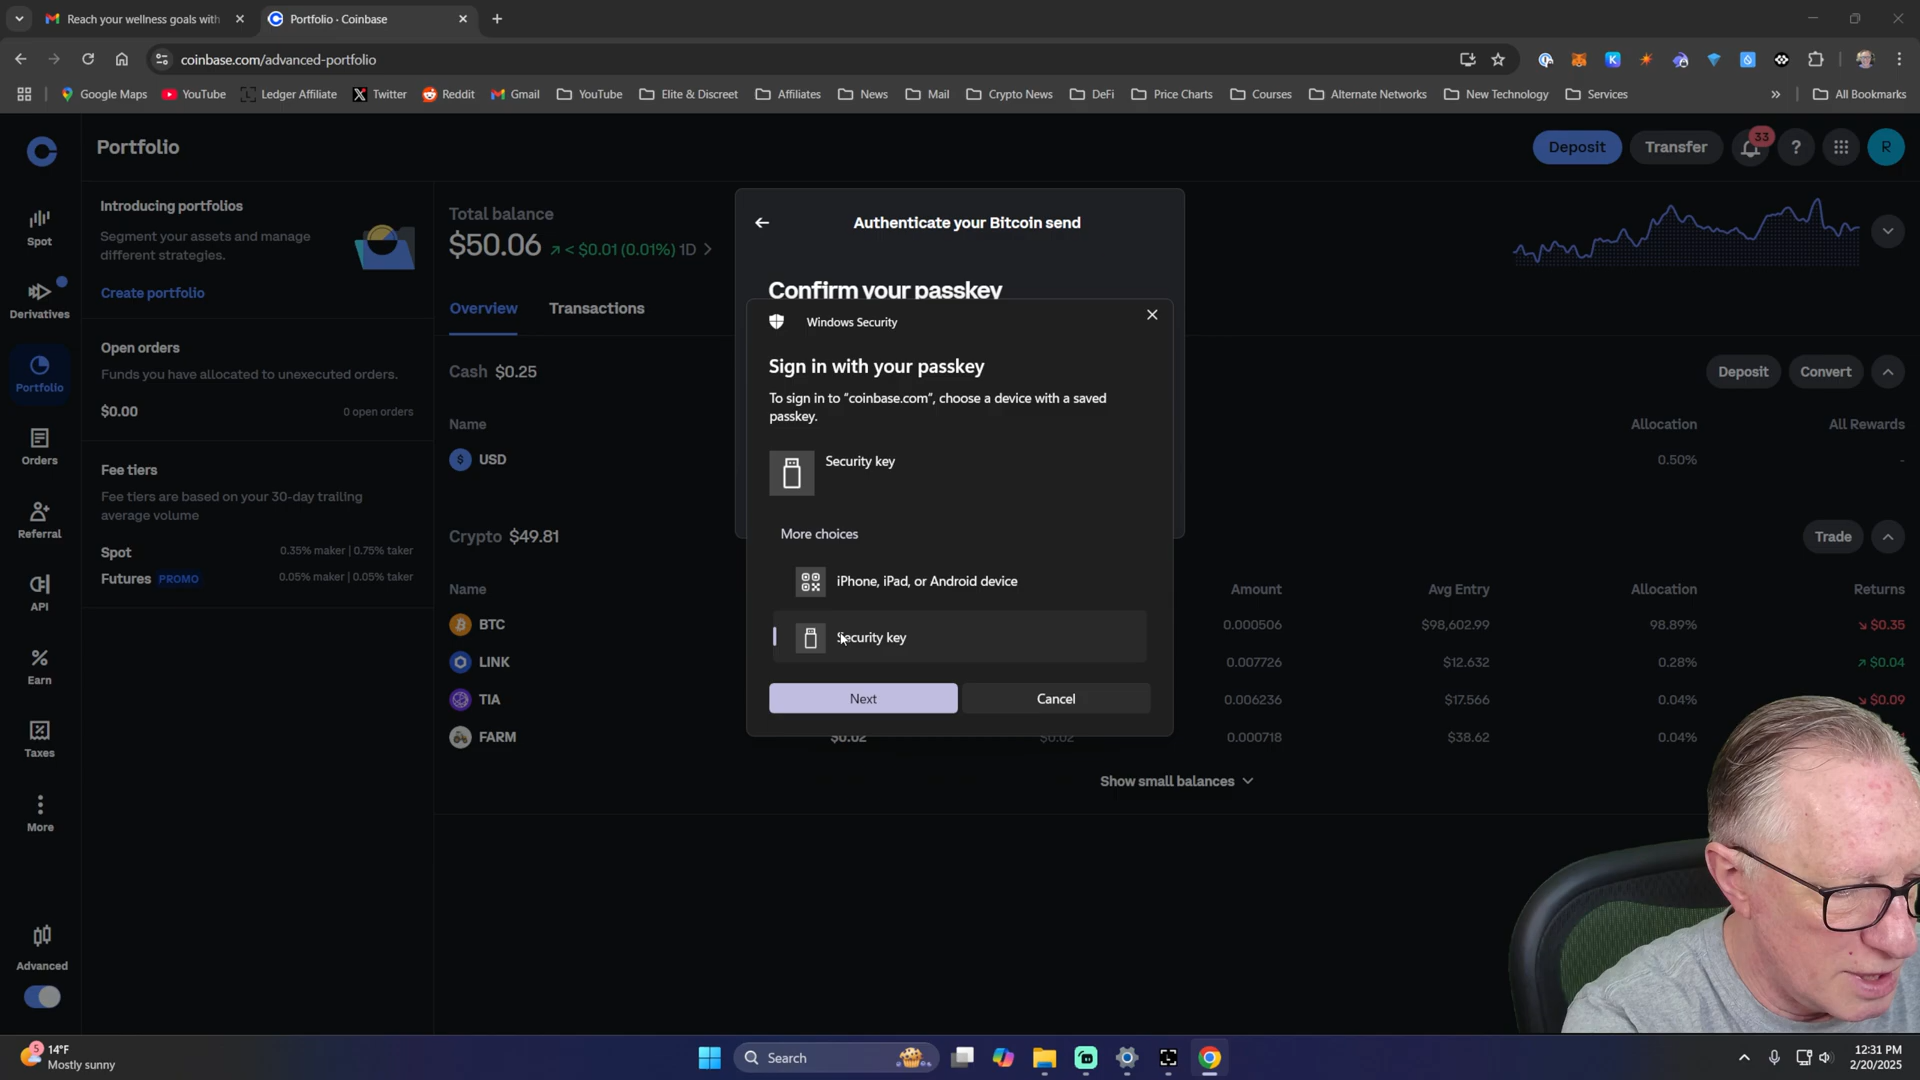 Reach your wellness goals with
Portfolio - Coinbase
coinbase.com/advanced-portfolio
Google Maps
YouTube
Ledger Affiliate
Twitter
Reddit
Gmail
YouTube
Elite & Discreet
Affiliates
News
Mail
Crypto News
DeFi
Price Charts
Courses
Alternate Networks
New Technology
Services
All Bookmarks
Portfolio
Deposit
Transfer
33
?
R
Spot
Derivatives
Portfolio
Orders
Referral
API
Earn
Taxes
More
Advanced
Introducing portfolios
Segment your assets and manage
different strategies.
Create portfolio
Open orders
Funds you have allocated to unexecuted orders.
$0.00 0 open orders
Fee tiers
Fee tiers are based on your 30-day trailing
average volume
Spot 0.35% maker | 0.75% taker
Futures PROMO 0.05% maker | 0.05% taker
Total balance
$50.06 < $0.01 (0.01%) 1D
Overview Transactions
Cash $0.25 Deposit Convert
Name Allocation All Rewards
USD 0.50% -
Crypto $49.81 Trade
Name Amount Avg Entry Allocation Returns
BTC 0.000506 $98,602.99 98.89% $0.35
LINK 0.007726 $12.632 0.28% $0.04
TIA 0.006236 $17.566 0.04% $0.09
FARM $0.02 $0.02 0.000718 $38.62 0.04%
Show small balances
Authenticate your Bitcoin send
Confirm your passkey
Windows Security
Sign in with your passkey
To sign in to “coinbase.com”, choose a device with a saved
passkey.
Security key
More choices
iPhone, iPad, or Android device
Security key
Next Cancel
5
14°F
Mostly sunny
Search
12:31 PM
2/20/2025